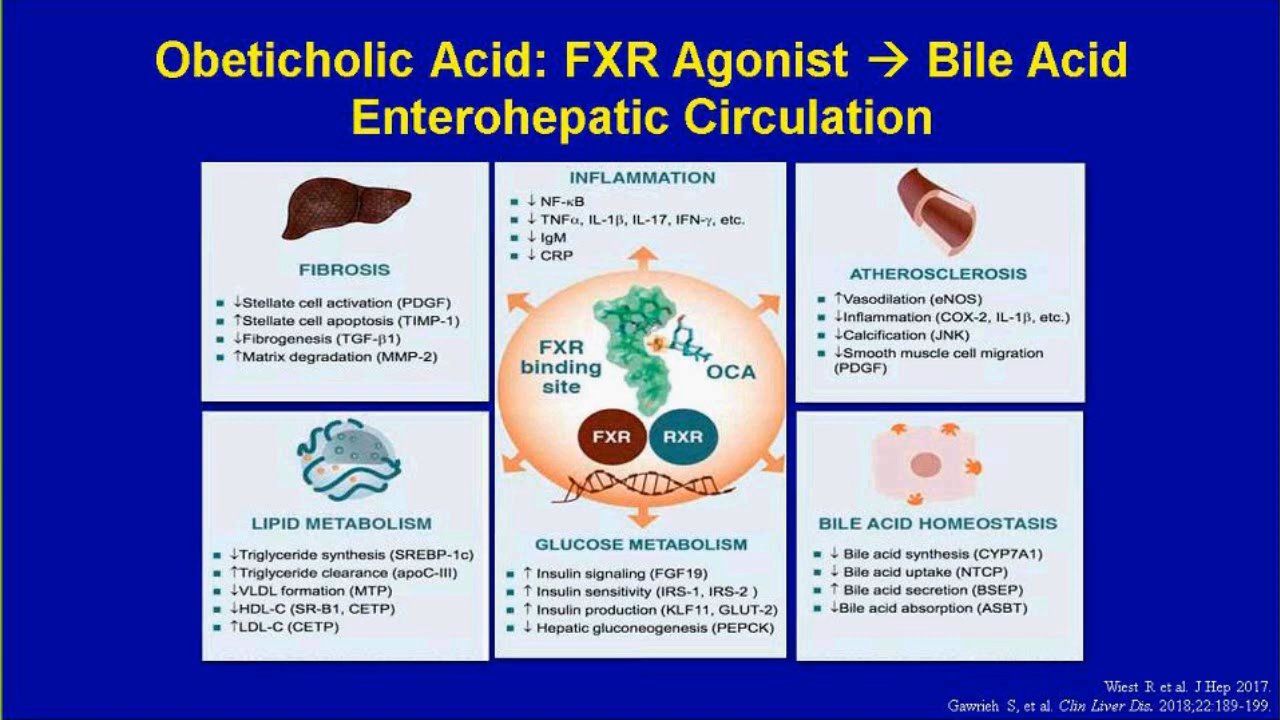 Obeticholic Acid: FXR Agonist → Bile Acid
Enterohepatic Circulation
FIBROSIS
▪ ↓Stellate cell activation (PDGF)
▪ ↑Stellate cell apoptosis (TIMP-1)
▪ ↓Fibrogenesis (TGF-β1)
▪ ↑Matrix degradation (MMP-2)
INFLAMMATION
▪ ↓ NF-κB
▪ ↓ TNFα, IL-1β, IL-17, IFN-γ, etc.
▪ ↓ IgM
▪ ↓ CRP
FXR
binding
site
OCA
FXR
RXR
ATHEROSCLEROSIS
▪ ↑Vasodilation (eNOS)
▪ ↓Inflammation (COX-2, IL-1β, etc.)
▪ ↓Calcification (JNK)
▪ ↓Smooth muscle cell migration
(PDGF)
LIPID METABOLISM
▪ ↓Triglyceride synthesis (SREBP-1c)
▪ ↑Triglyceride clearance (apoC-III)
▪ ↓VLDL formation (MTP)
▪ ↓HDL-C (SR-B1, CETP)
▪ ↑LDL-C (CETP)
GLUCOSE METABOLISM
▪ ↑ Insulin signaling (FGF19)
▪ ↑ Insulin sensitivity (IRS-1, IRS-2 )
▪ ↑ Insulin production (KLF11, GLUT-2)
▪ ↓ Hepatic gluconeogenesis (PEPCK)
BILE ACID HOMEOSTASIS
▪ ↓ Bile acid synthesis (CYP7A1)
▪ ↓ Bile acid uptake (NTCP)
▪ ↑ Bile acid secretion (BSEP)
▪ ↓Bile acid absorption (ASBT)
Wiest R et al. J Hep 2017.
Gawrieh S, et al. Clin Liver Dis. 2018;22:189-199.